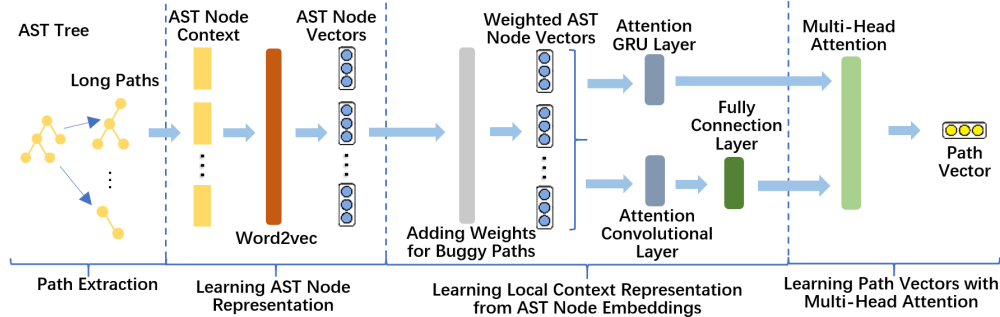 AST Tree
Long Paths
AST Node
Context
AST Node
Vectors
Word2vec
Weighted AST
Node Vectors
Adding Weights
for Buggy Paths
Attention
GRU Layer
Attention
Convolutional
Layer
Fully
Connection
Layer
Multi-Head
Attention
Path
Vector
Path Extraction
Learning AST Node
Representation
Learning Local Context Representation
from AST Node Embeddings
Learning Path Vectors with
Multi-Head Attention